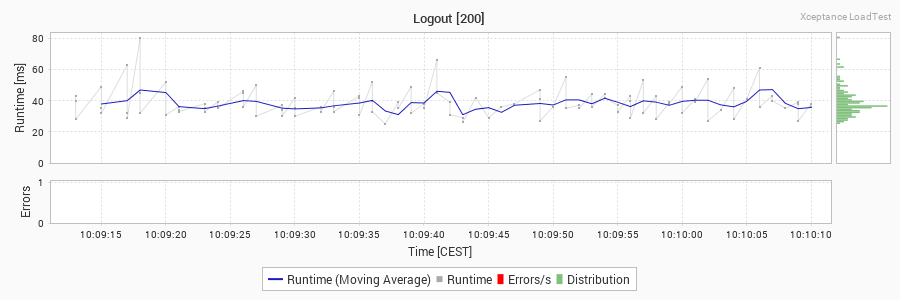 Logout [200]
Xceptance LoadTest
Runtime [ms]
80
60
40
20
0
Errors
1
0
10:09:15 10:09:20 10:09:25 10:09:30 10:09:35 10:09:40 10:09:45 10:09:50 10:09:55 10:10:00 10:10:05 10:10:10
Time [CEST]
Runtime (Moving Average) Runtime Errors/s Distribution